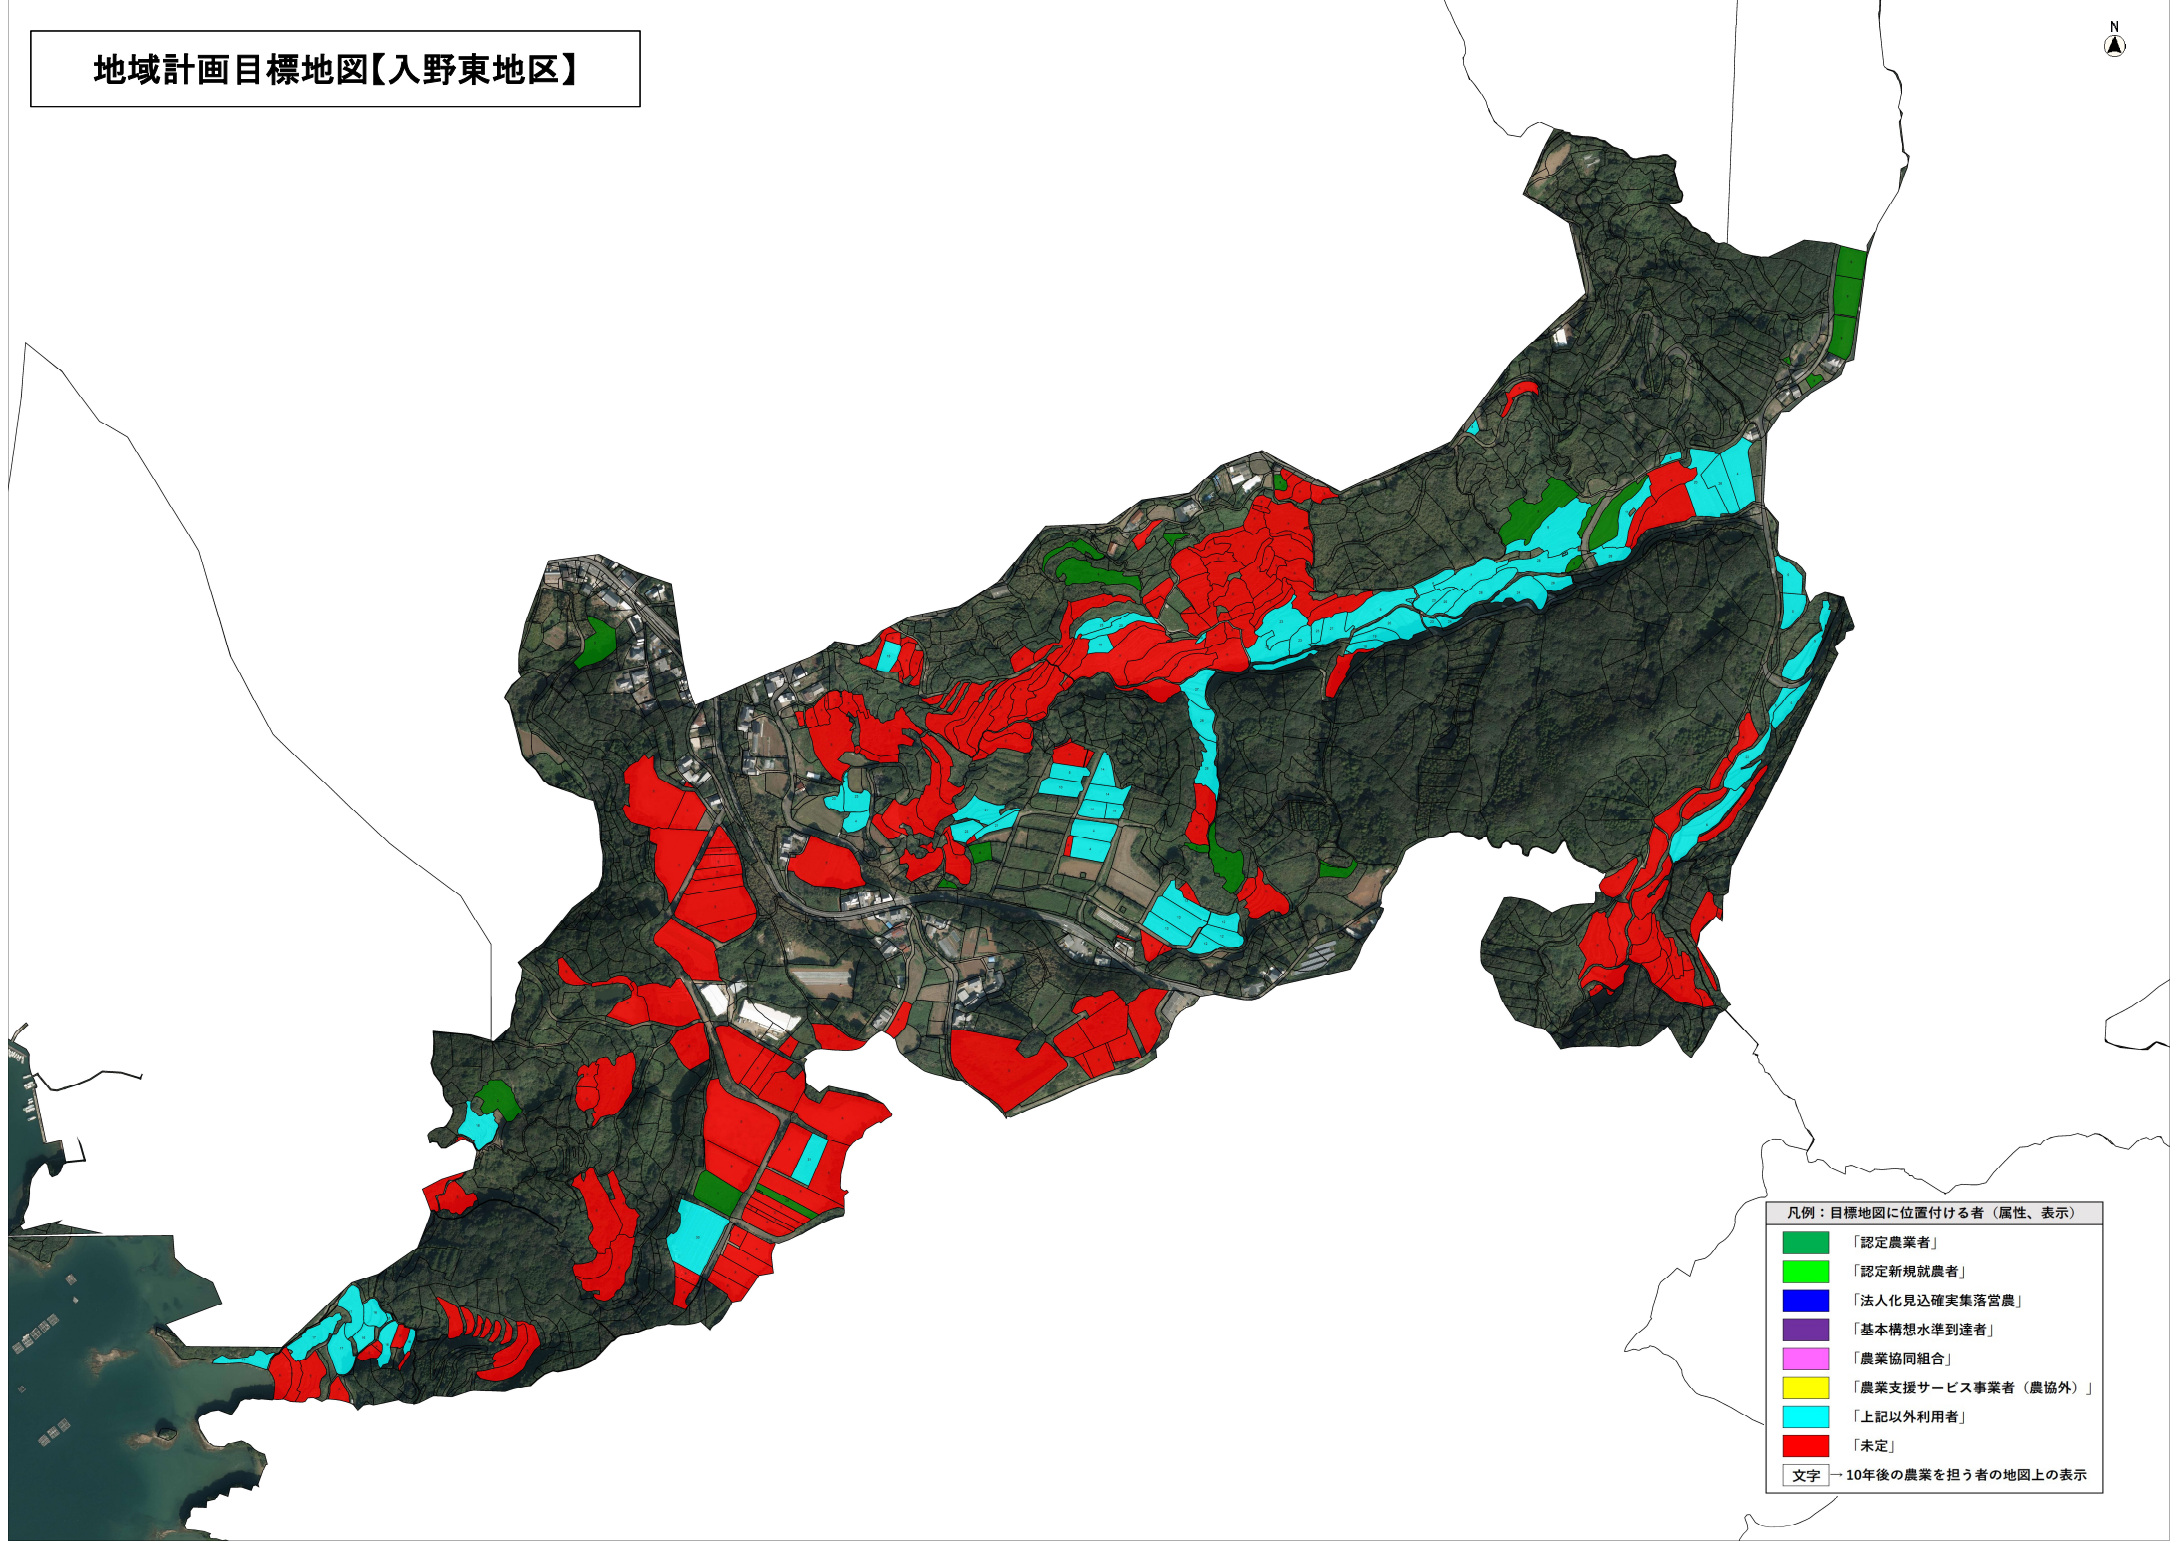 地域計画目標地図【入野東地区】
N
凡例：目標地図に位置付ける者（属性、表示）
「認定農業者」
「認定新規就農者」
「法人化見込確実集落営農」
「基本構想水準到達者」
「農業協同組合」
「農業支援サービス事業者（農協外）」
「上記以外利用者」
「未定」
文字→10年後の農業を担う者の地図上の表示